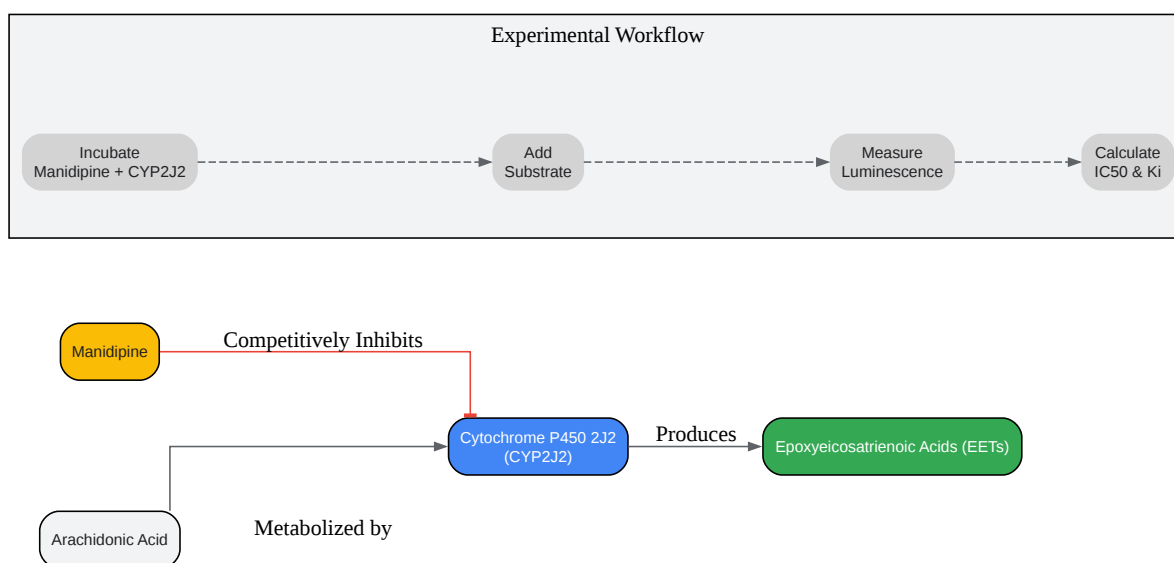 Experimental Workflow
Incubate
Manidipine + CYP2J2
Add
Substrate
Measure
Luminescence
Calculate
IC50 & Ki
Manidipine
Competitively Inhibits
Cytochrome P450 2J2
(CYP2J2)
Produces
Epoxyeicosatrienoic Acids (EETs)
Arachidonic Acid
Metabolized by